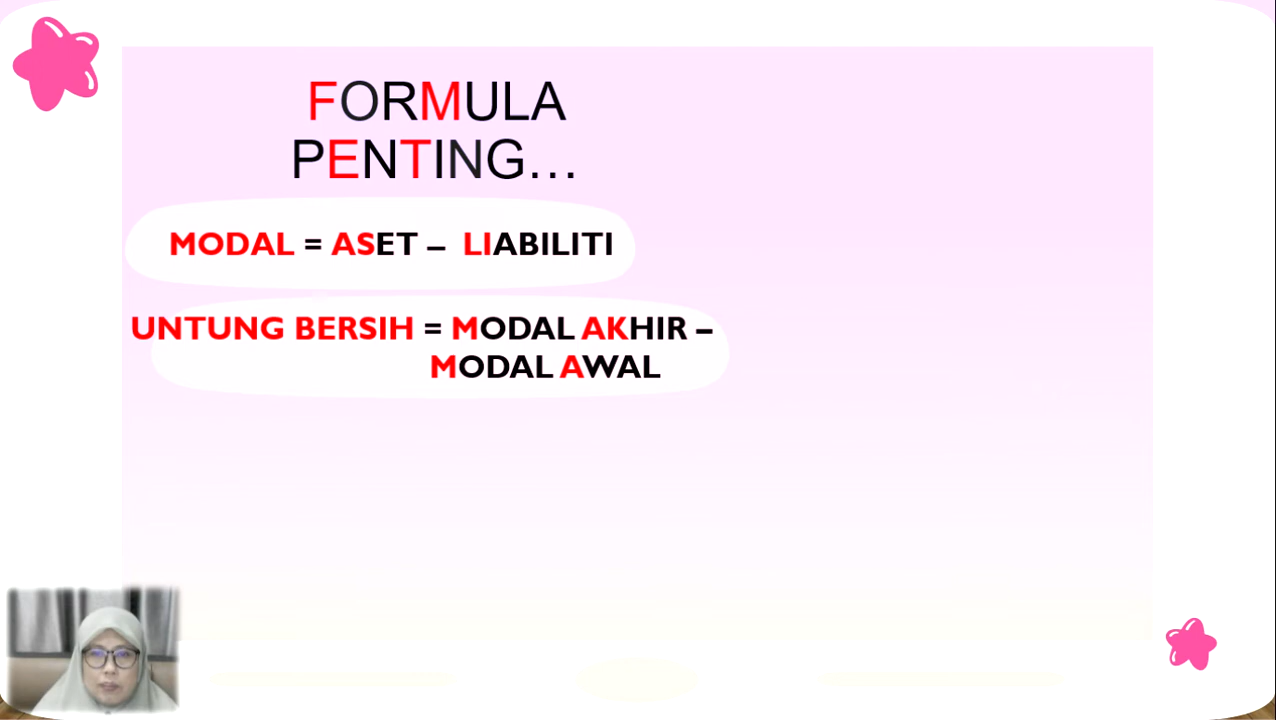 FORMULA
PENTING…
MODAL = ASET – LIABILITI
UNTUNG BERSIH = MODAL AKHIR –
MODAL AWAL